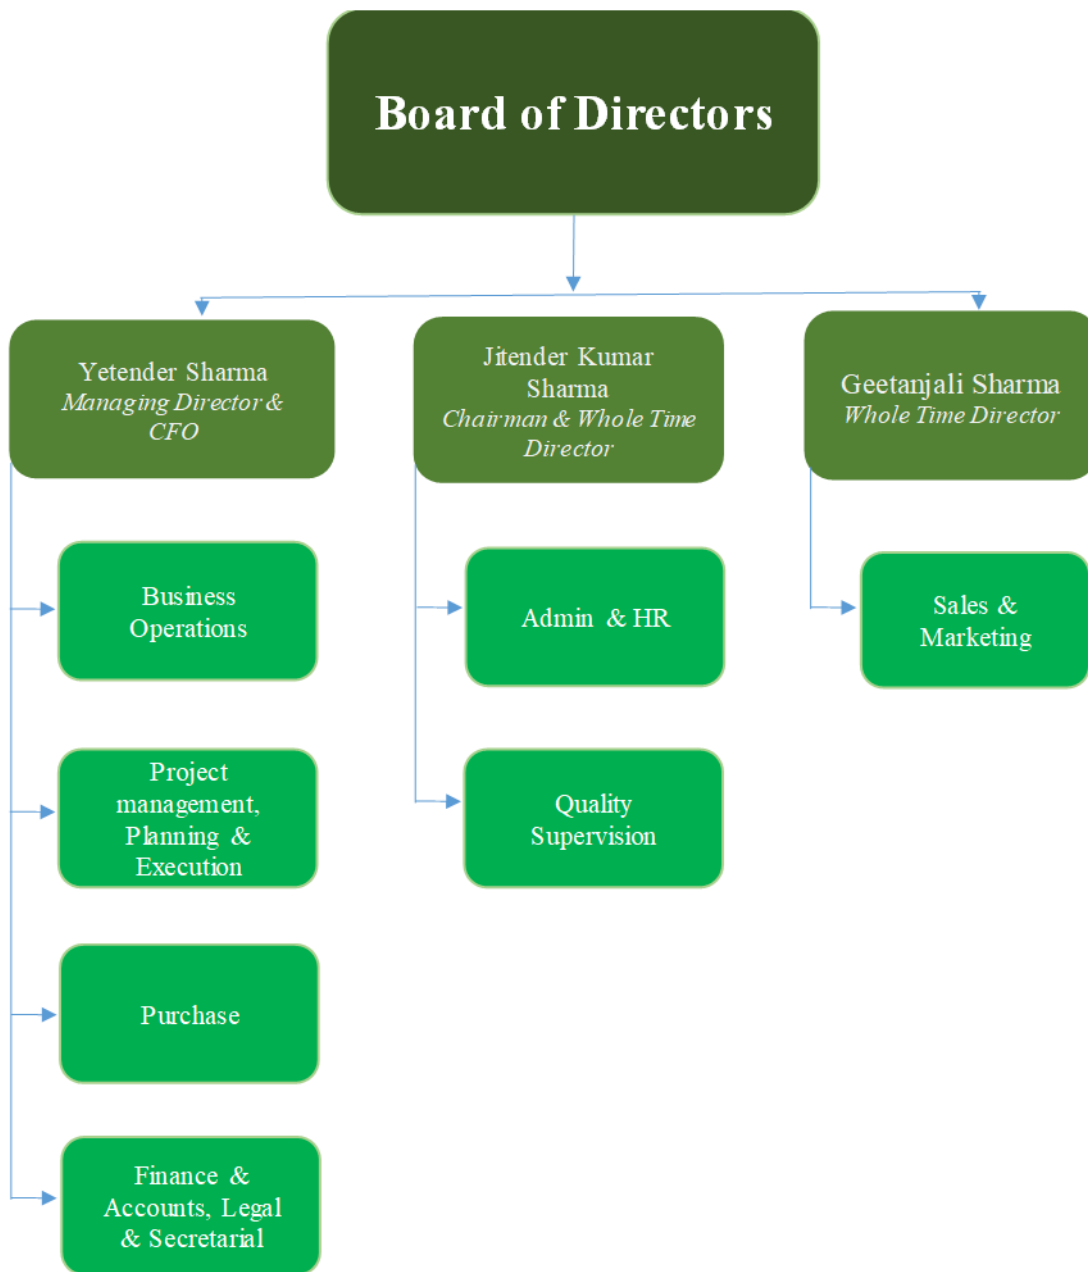 Board of Directors
Yetender Sharma
Managing Director &
CFO
Jitender Kumar
Sharma
Chairman & Whole Time
Director
Geetanjali Sharma
Whole Time Director
Business
Operations
Project
management,
Planning &
Execution
Purchase
Finance &
Accounts, Legal
& Secretarial
Admin & HR
Quality
Supervision
Sales &
Marketing